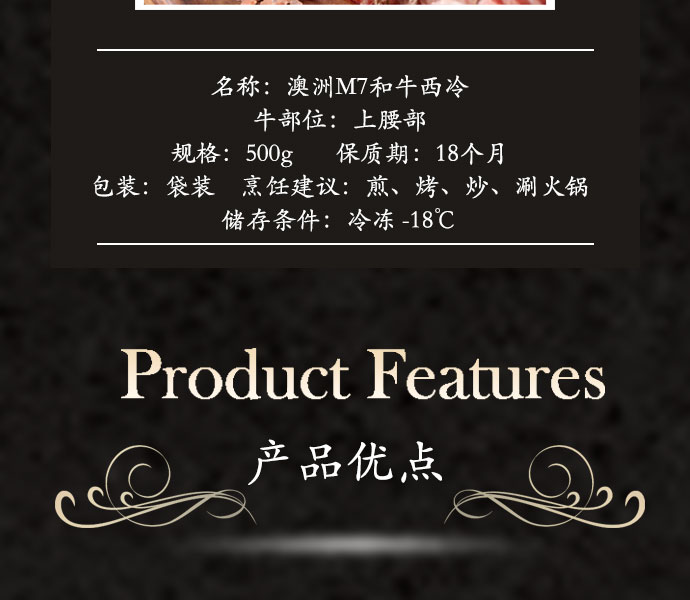 名称：澳洲M7和牛西冷
牛部位：上腰部
规格：500g 保质期：18个月
包装：袋装 烹饪建议：煎、烤、炒、涮火锅
储存条件：冷冻 -18℃
Product Features
产品优点